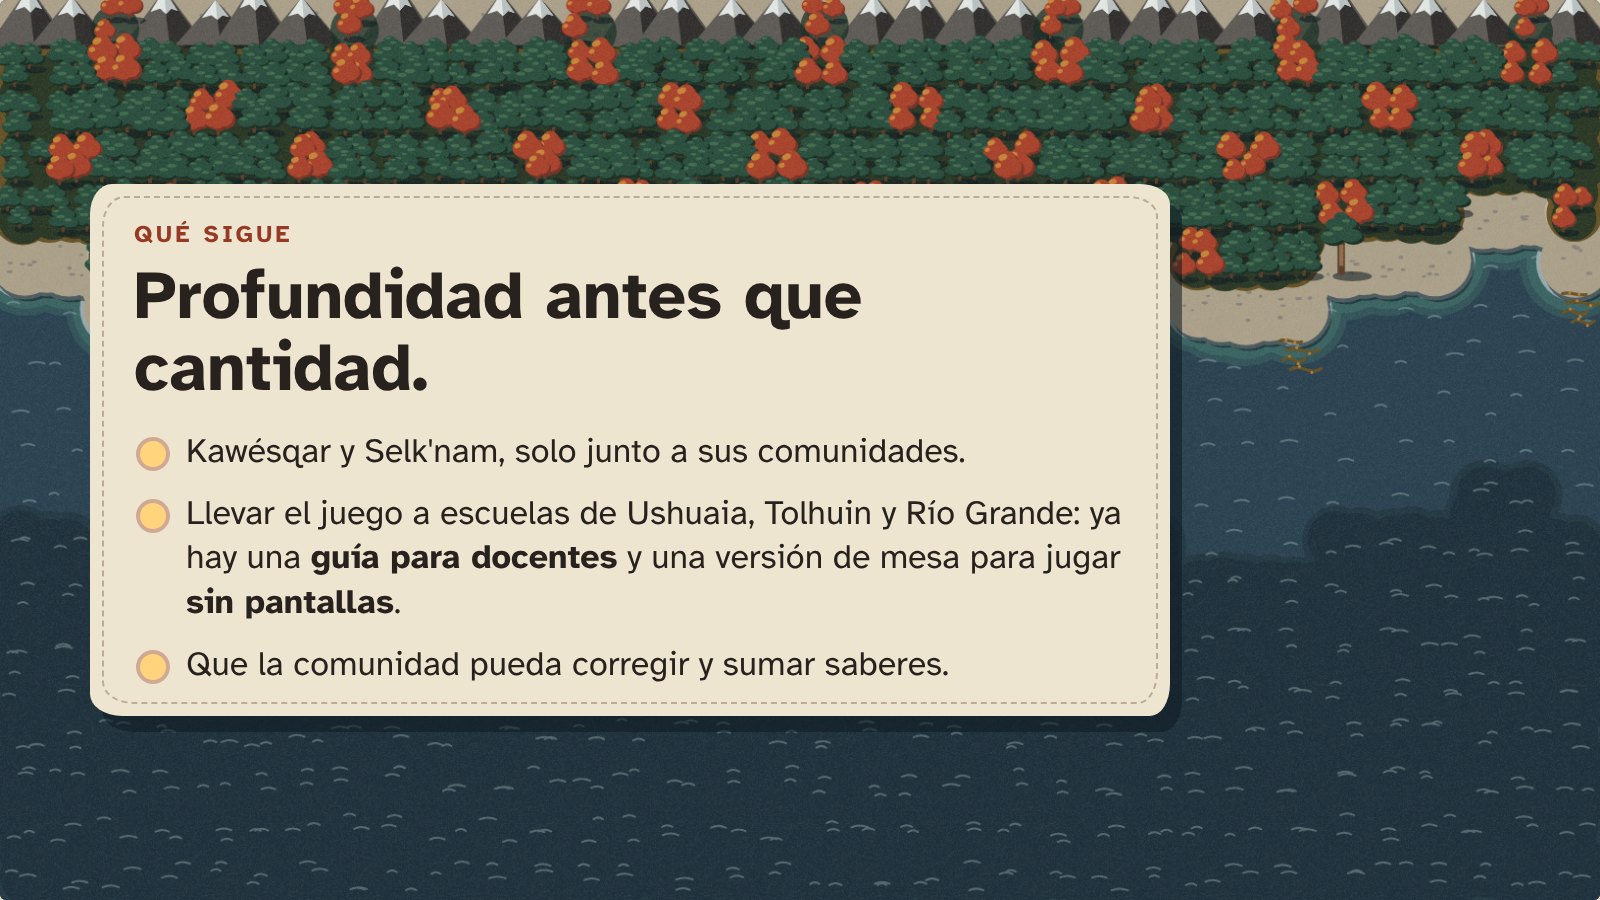 QUÉ SIGUE
Profundidad antes que
cantidad.
Kawésqar y Selk'nam, solo junto a sus comunidades.
Llevar el juego a escuelas de Ushuaia, Tolhuin y Río Grande: ya
hay una guía para docentes y una versión de mesa para jugar
sin pantallas.
Que la comunidad pueda corregir y sumar saberes.